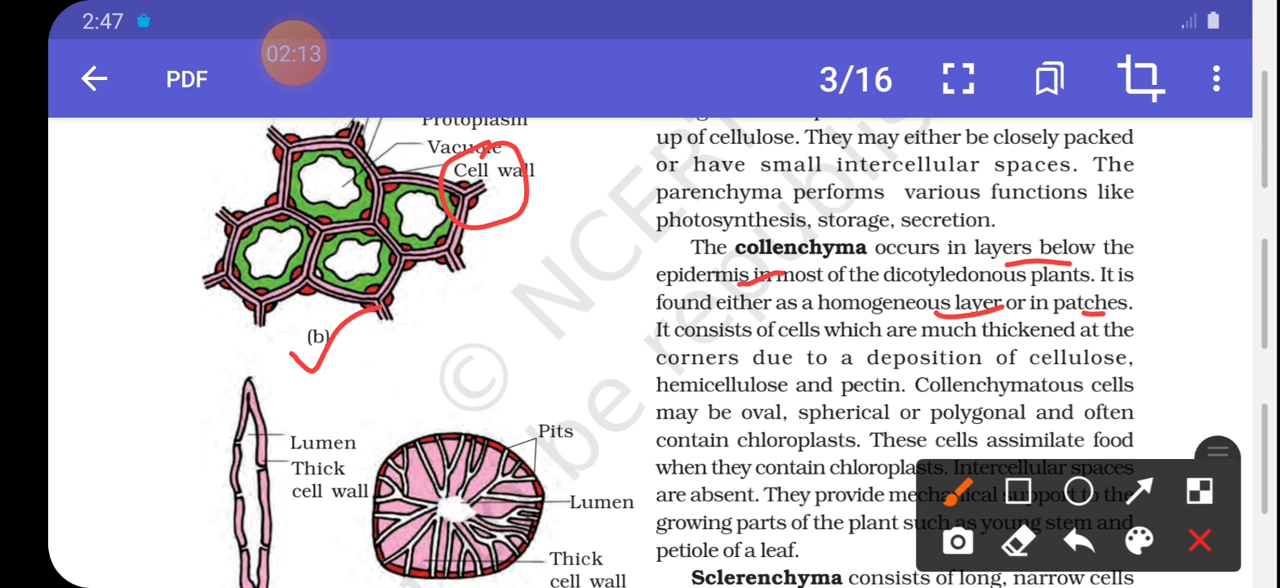 2:47
02:13
PDF
3/16
Protoplasm
Vacuole
Cell wall
(b)
Lumen
Thick
cell wall
Pits
Lumen
Thick
cell wall
up of cellulose. They may either be closely packed
or have small intercellular spaces. The
parenchyma performs various functions like
photosynthesis, storage, secretion.
The collenchyma occurs in layers below the
epidermis in most of the dicotyledonous plants. It is
found either as a homogeneous layer or in patches.
It consists of cells which are much thickened at the
corners due to a deposition of cellulose,
hemicellulose and pectin. Collenchymatous cells
may be oval, spherical or polygonal and often
contain chloroplasts. These cells assimilate food
when they contain chloroplasts. Intercellular spaces
are absent. They provide mechanical support to the
growing parts of the plant such as young stem and
petiole of a leaf.
Sclerenchyma consists of long, narrow cells
© NCERT
be republis